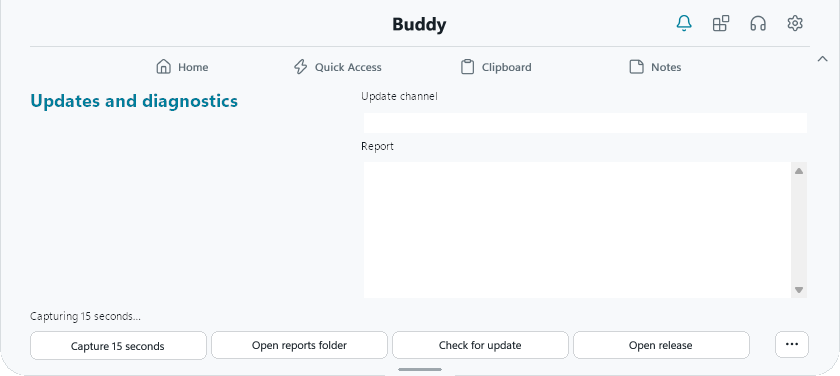 Buddy
Home
Quick Access
Clipboard
Notes
Updates and diagnostics
Update channel
Report
Capturing 15 seconds...
Capture 15 seconds
Open reports folder
Check for update
Open release
...